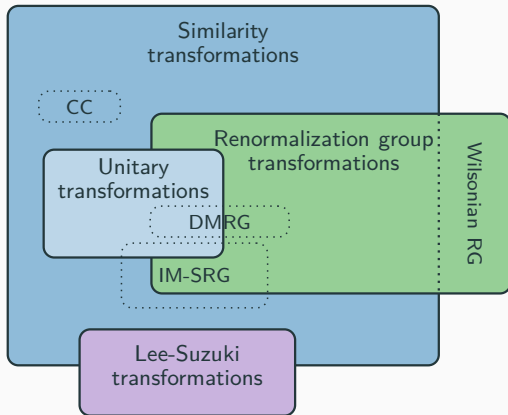 Similarity
transformations
CC
Renormalization group
transformations
Wilsonian RG
Unitary
transformations
DMRG
IM-SRG
Lee-Suzuki
transformations